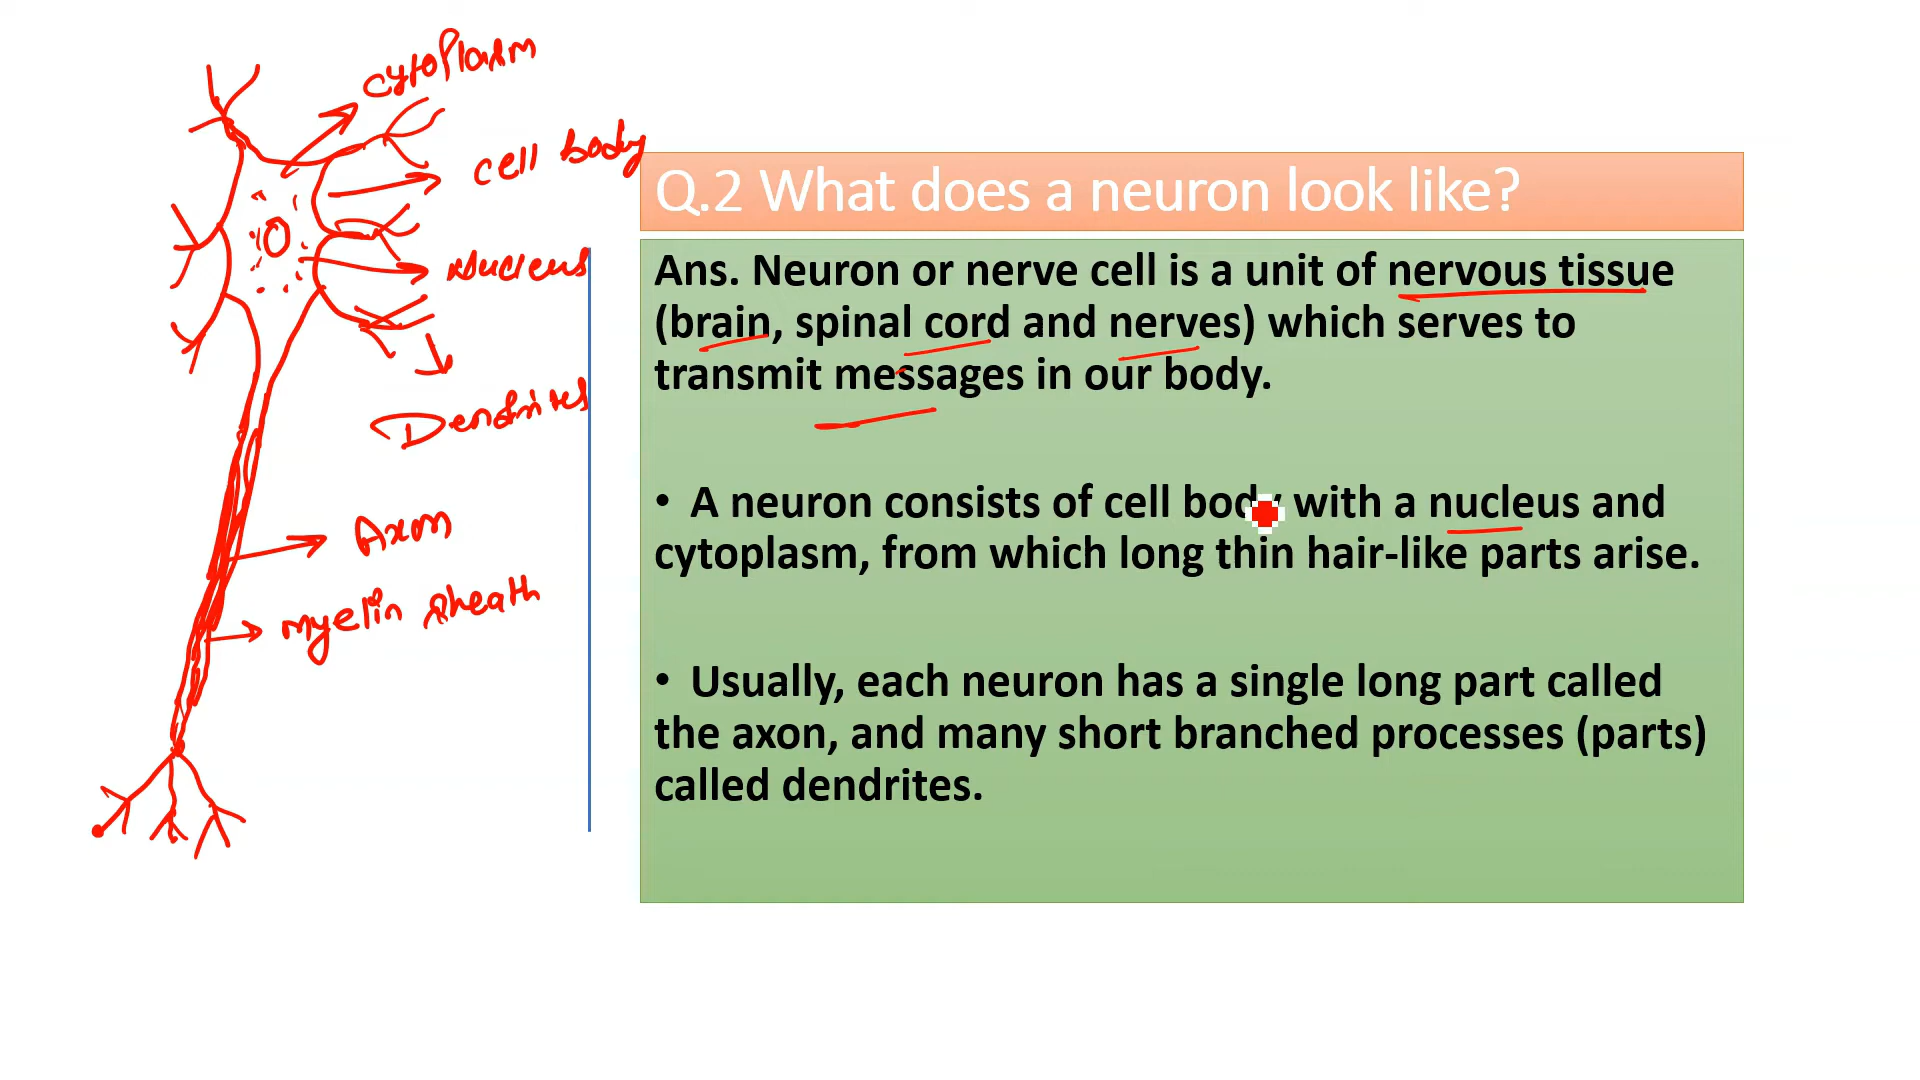 cytoplasm
cell body
Nucleus
Dendrites
Axon
myelin sheath
Q.2 What does a neuron look like?
Ans. Neuron or nerve cell is a unit of nervous tissue
(brain, spinal cord and nerves) which serves to
transmit messages in our body.
• A neuron consists of cell body with a nucleus and
cytoplasm, from which long thin hair-like parts arise.
• Usually, each neuron has a single long part called
the axon, and many short branched processes (parts)
called dendrites.